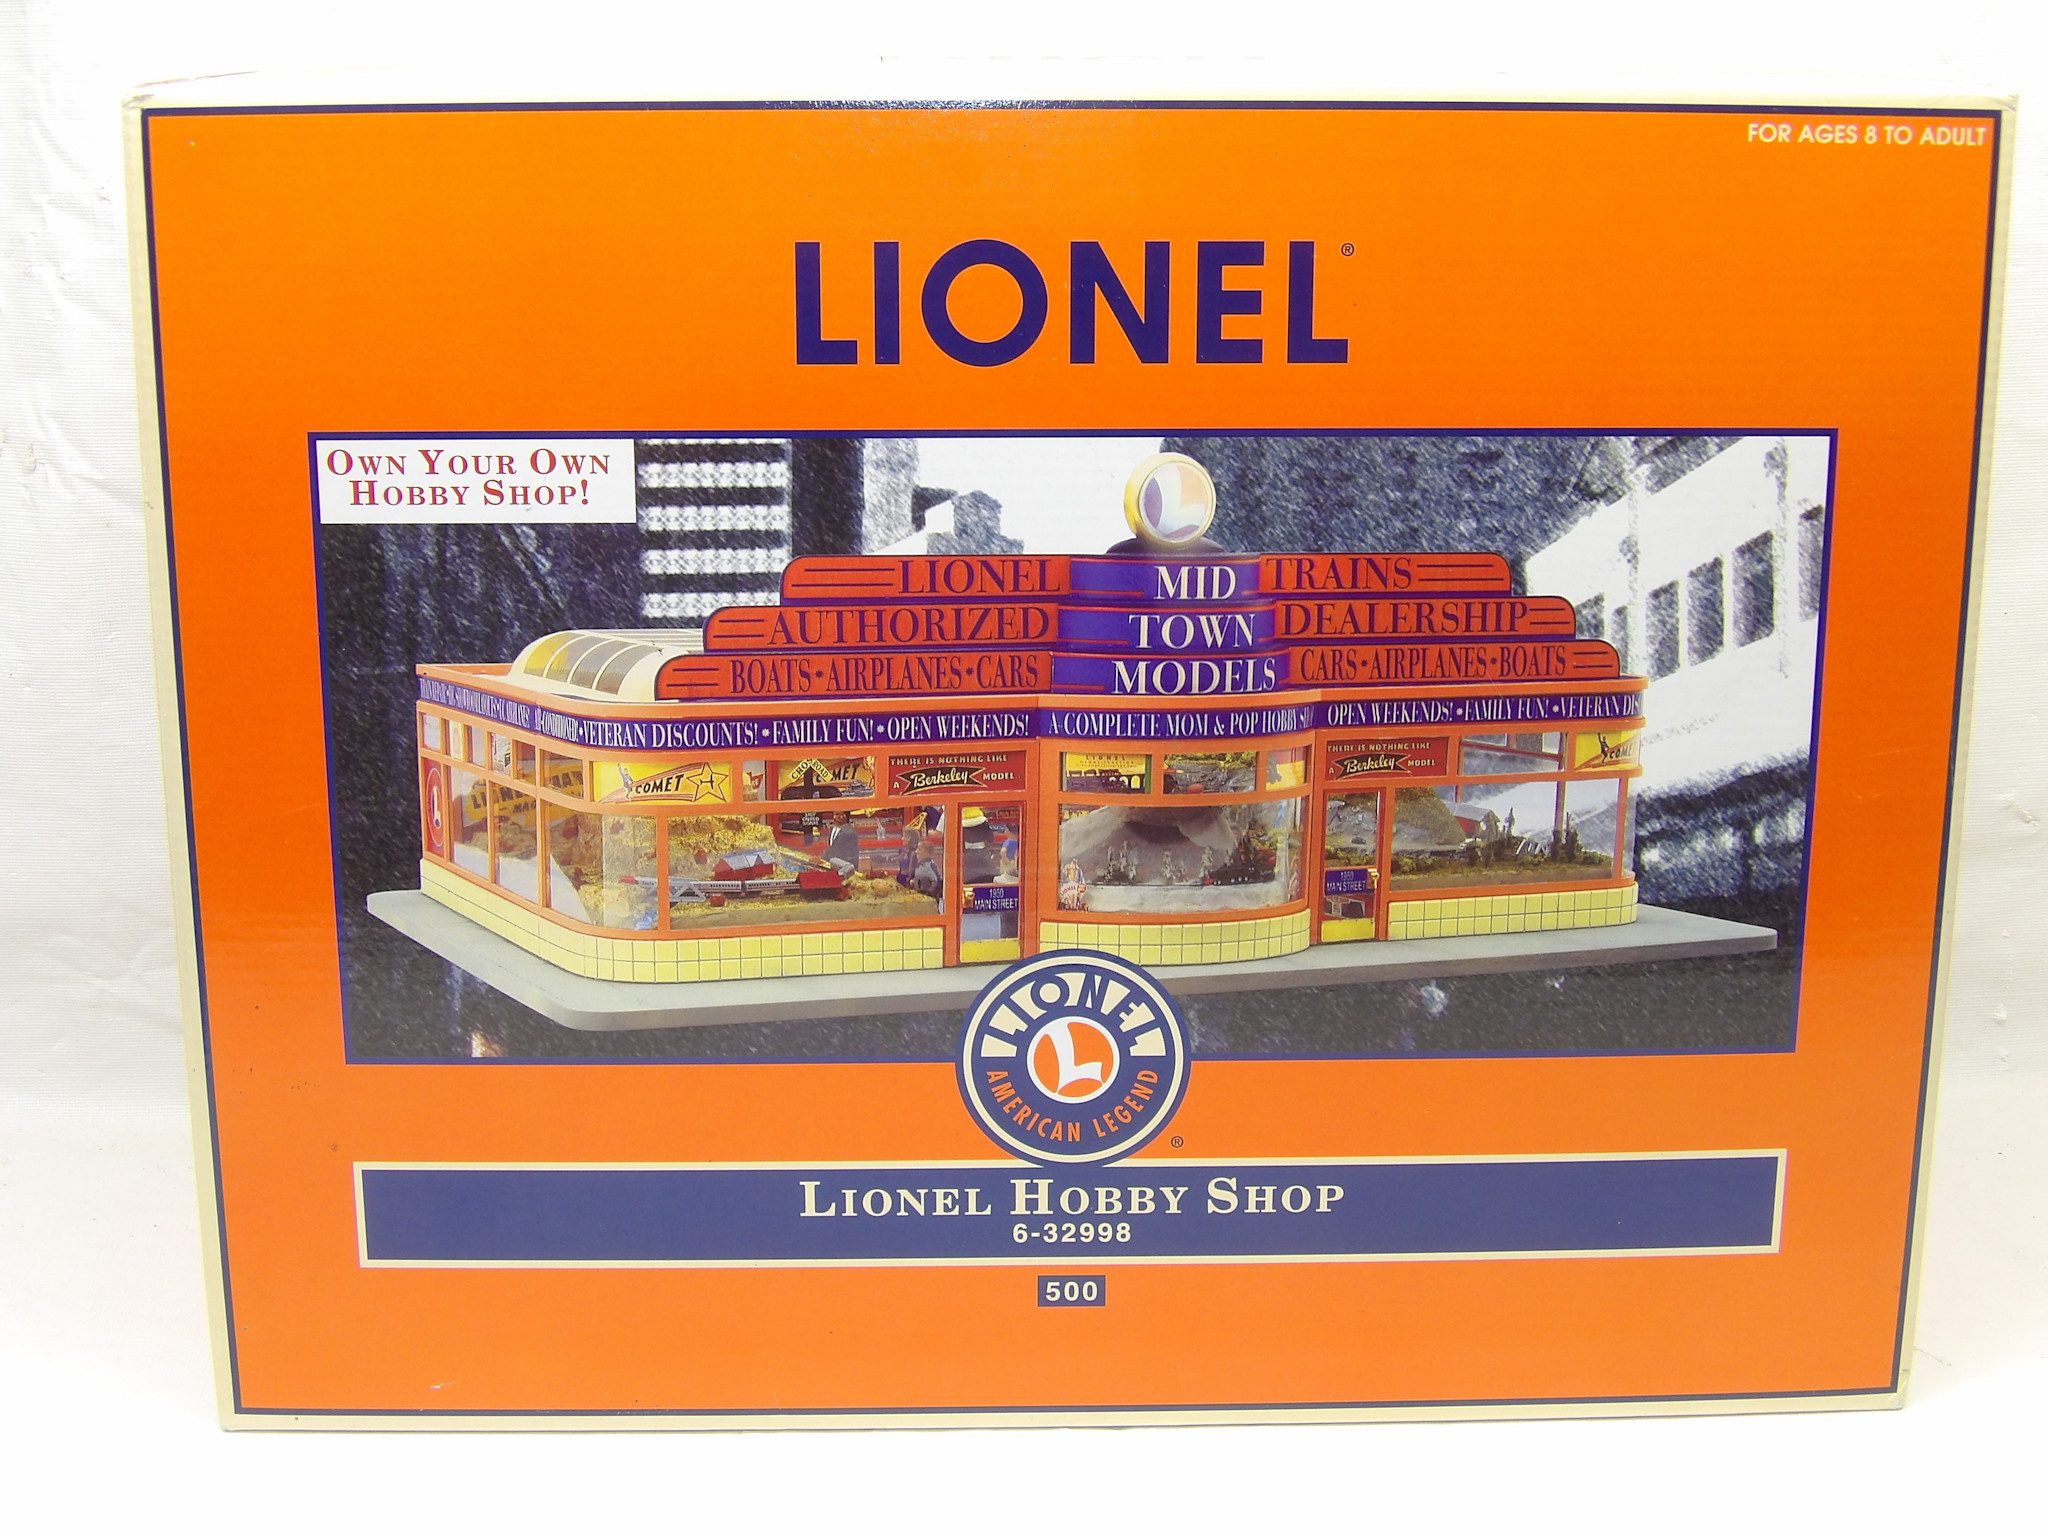 FOR AGES 8 TO ADULT
LIONEL®
OWN YOUR OWN
HOBBY SHOP!
LIONEL MID TRAINS
AUTHORIZED TOWN DEALERSHIP
BOATS•AIRPLANES•CARS MODELS CARS•AIRPLANES•BOATS
VETERAN DISCOUNTS! * FAMILY FUN! * OPEN WEEKENDS! A COMPLETE MOM & POP HOBBY OPEN WEEKENDS! • FAMILY FUN! • VETERAN DIS
COMET
COMET
THERE IS NOTHING LIKE
A Berkeley MODEL
THERE IS NOTHING LIKE
A Berkeley MODEL
COME
1950
MAIN STREET
1950
MAIN STREET
LIONEL
L
AMERICAN LEGEND
®
LIONEL HOBBY SHOP
6-32998
500